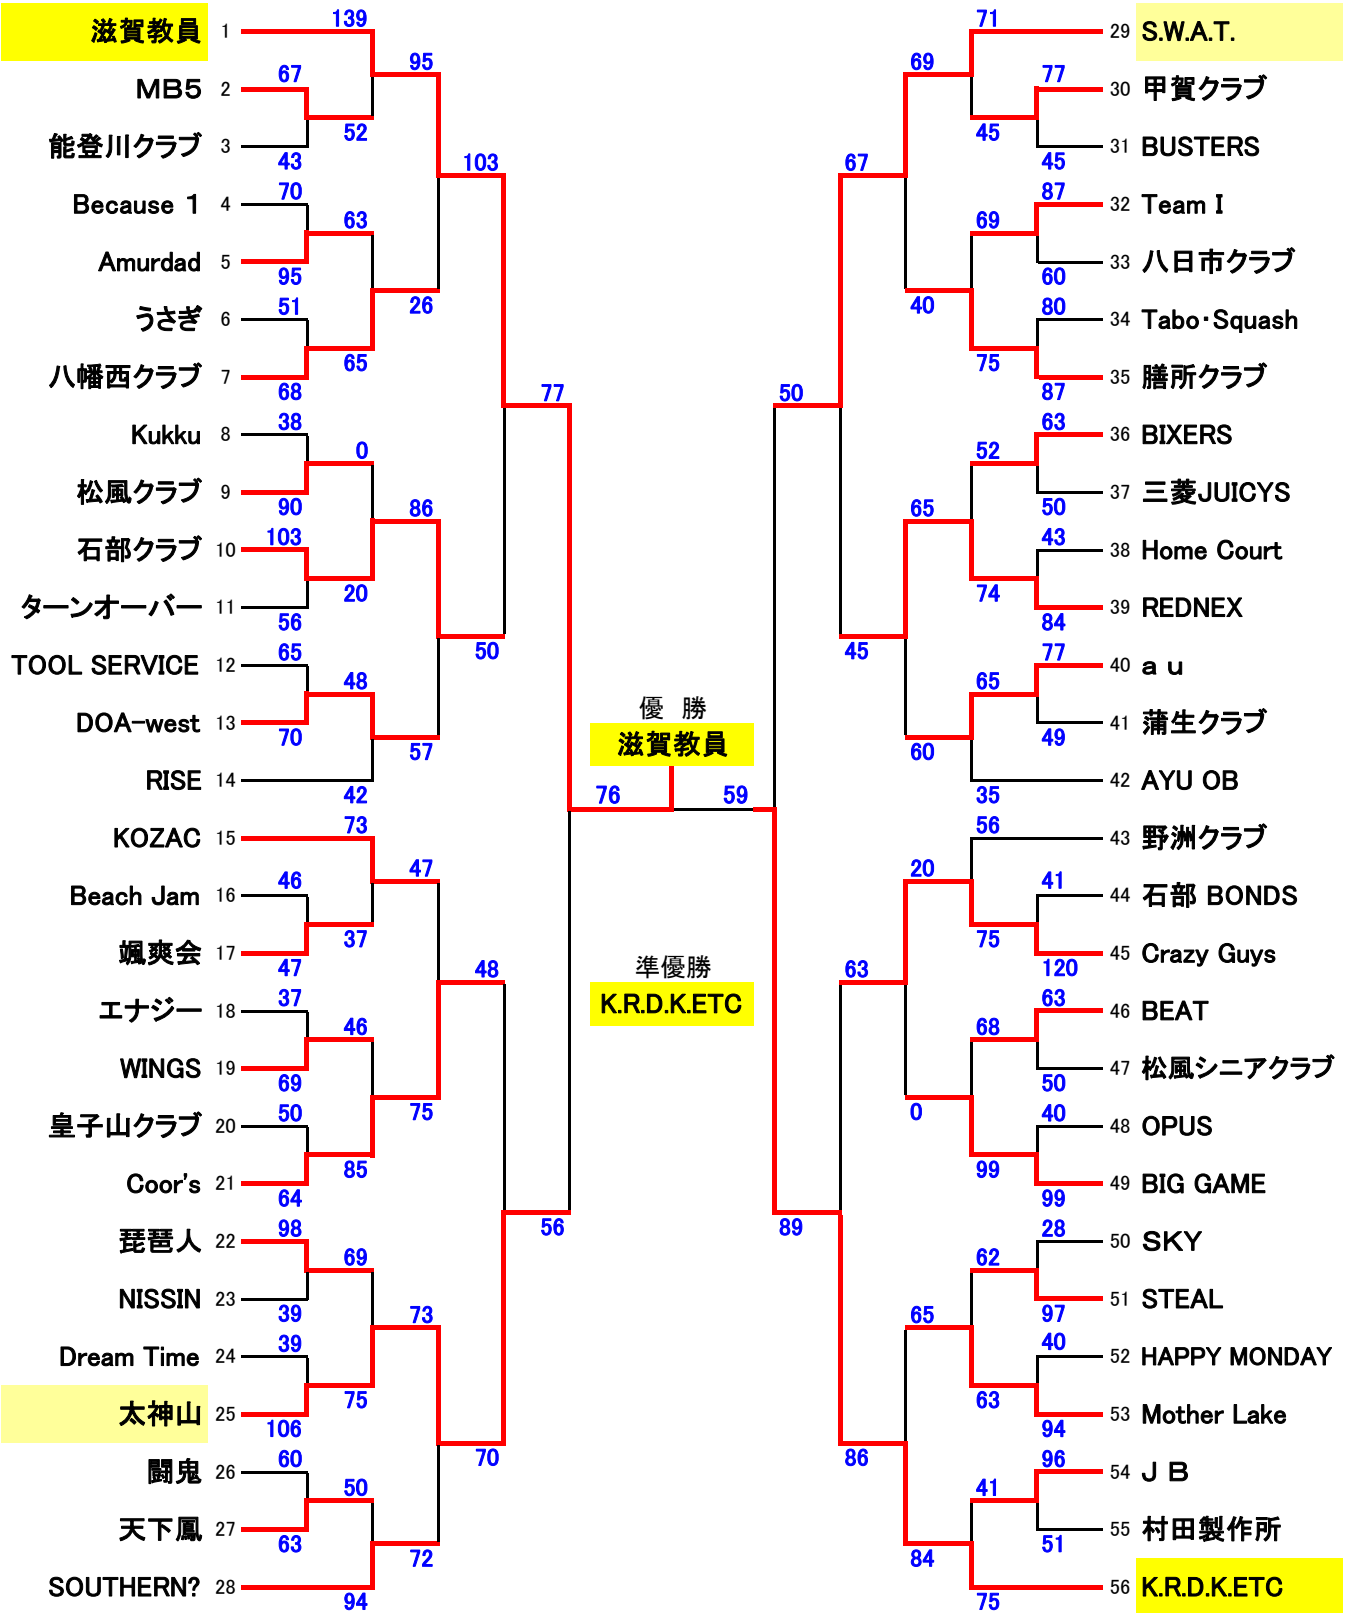 滋賀教員 1
MB5 2
能登川クラブ 3
Because 1 4
Amurdad 5
うさぎ 6
八幡西クラブ 7
Kukku 8
松風クラブ 9
石部クラブ 10
ターンオーバー 11
TOOL SERVICE 12
DOA-west 13
RISE 14
KOZAC 15
Beach Jam 16
颯爽会 17
エナジー 18
WINGS 19
皇子山クラブ 20
Coor's 21
琵琶人 22
NISSIN 23
Dream Time 24
太神山 25
闘鬼 26
天下鳳 27
SOUTHERN? 28
67
43
70
95
51
68
38
90
103
56
65
70
46
47
37
69
50
64
98
39
39
106
60
63
139
52
63
65
0
20
48
42
73
37
46
85
69
75
50
94
95
26
86
57
47
75
73
72
103
50
48
70
77
56
優 勝
滋賀教員
76 59
準優勝
K.R.D.K.ETC
50
89
67
45
63
86
69
40
65
60
20
0
65
84
71
45
69
75
52
74
65
35
56
75
68
99
62
63
41
75
77
45
87
60
80
87
63
50
43
84
77
49
41
120
63
50
40
99
28
97
40
94
96
51
29 S.W.A.T.
30 甲賀クラブ
31 BUSTERS
32 Team I
33 八日市クラブ
34 Tabo・Squash
35 膳所クラブ
36 BIXERS
37 三菱JUICYS
38 Home Court
39 REDNEX
40 a u
41 蒲生クラブ
42 AYU OB
43 野洲クラブ
44 石部 BONDS
45 Crazy Guys
46 BEAT
47 松風シニアクラブ
48 OPUS
49 BIG GAME
50 SKY
51 STEAL
52 HAPPY MONDAY
53 Mother Lake
54 J B
55 村田製作所
56 K.R.D.K.ETC